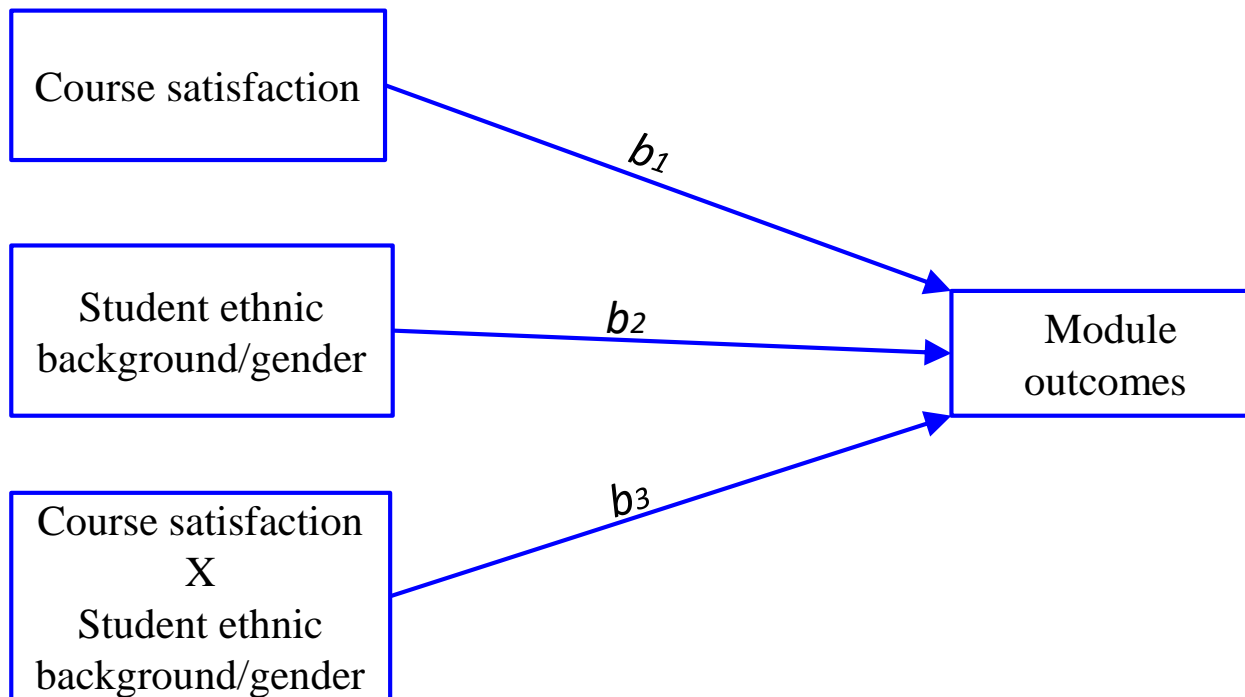 Course satisfaction
b1
Student ethnic
background/gender
b2
Module
outcomes
Course satisfaction
X
Student ethnic
background/gender
b3